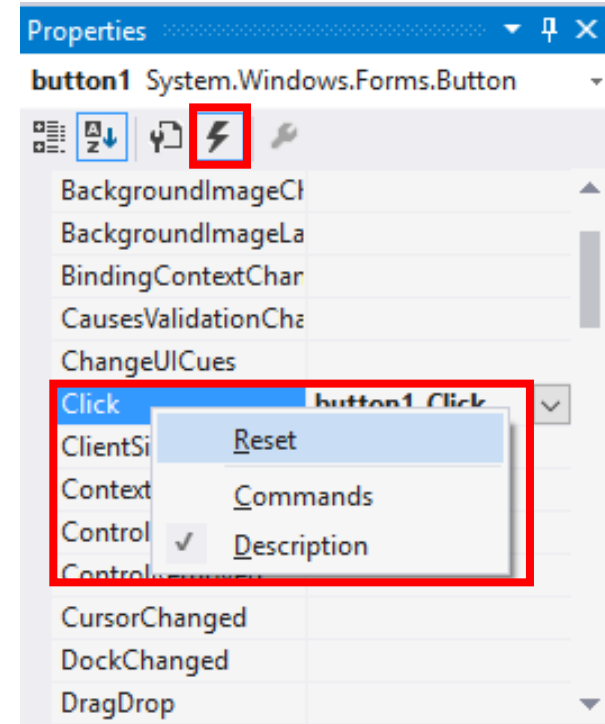 Properties
button1 System.Windows.Forms.Button
BackgroundImageCh
BackgroundImageLa
BindingContextChan
CausesValidationCha
ChangeUICues
Click button1_Click
ClientSi Reset
Context Commands
Control Description
CursorChanged
DockChanged
DragDrop